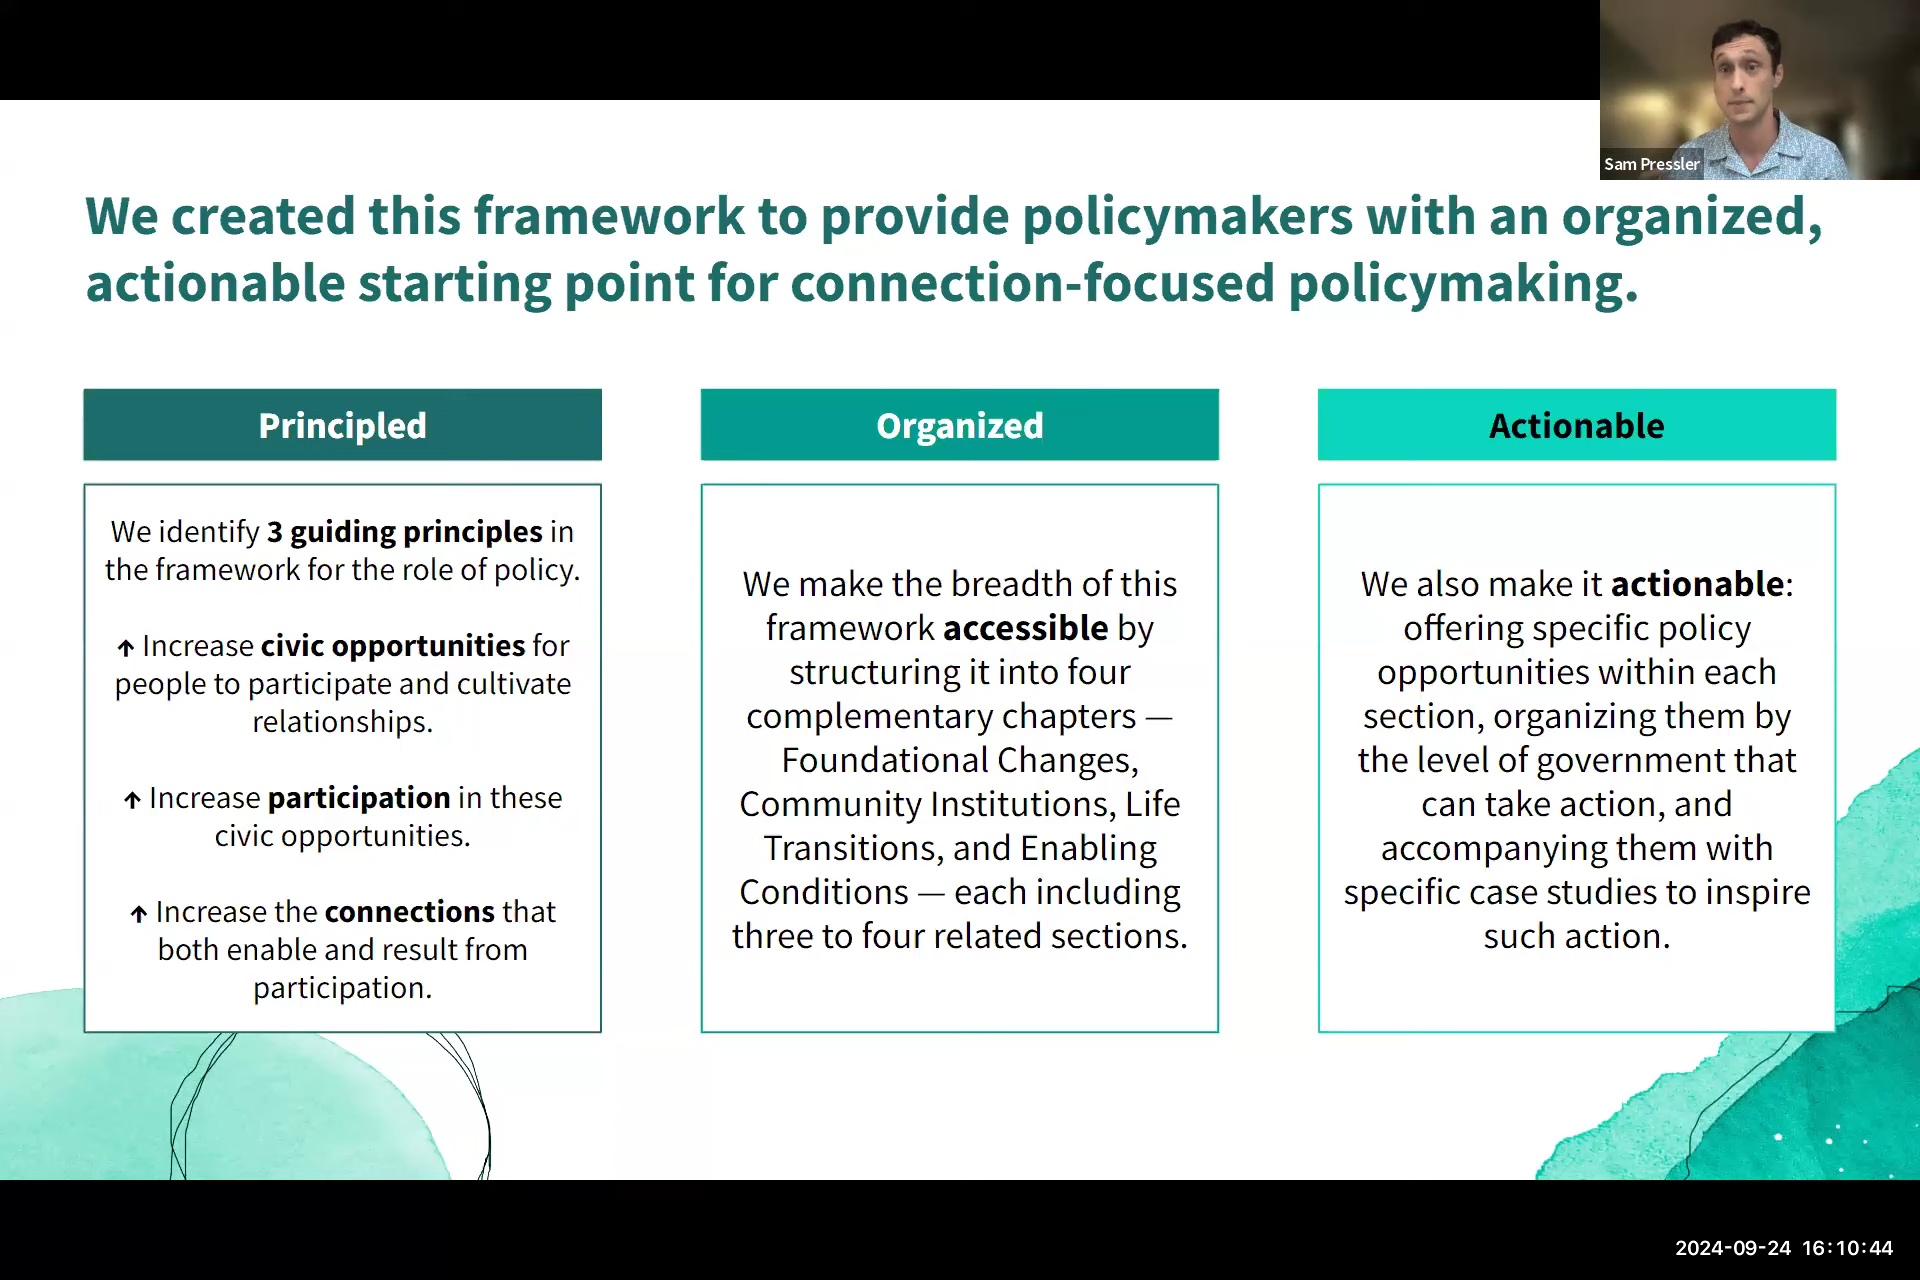 Sam Pressler
We created this framework to provide policymakers with an organized,
actionable starting point for connection-focused policymaking.
Principled
We identify 3 guiding principles in
the framework for the role of policy.
↑ Increase civic opportunities for
people to participate and cultivate
relationships.
↑ Increase participation in these
civic opportunities.
↑ Increase the connections that
both enable and result from
participation.
Organized
We make the breadth of this
framework accessible by
structuring it into four
complementary chapters —
Foundational Changes,
Community Institutions, Life
Transitions, and Enabling
Conditions — each including
three to four related sections.
Actionable
We also make it actionable:
offering specific policy
opportunities within each
section, organizing them by
the level of government that
can take action, and
accompanying them with
specific case studies to inspire
such action.
2024-09-24 16:10:44